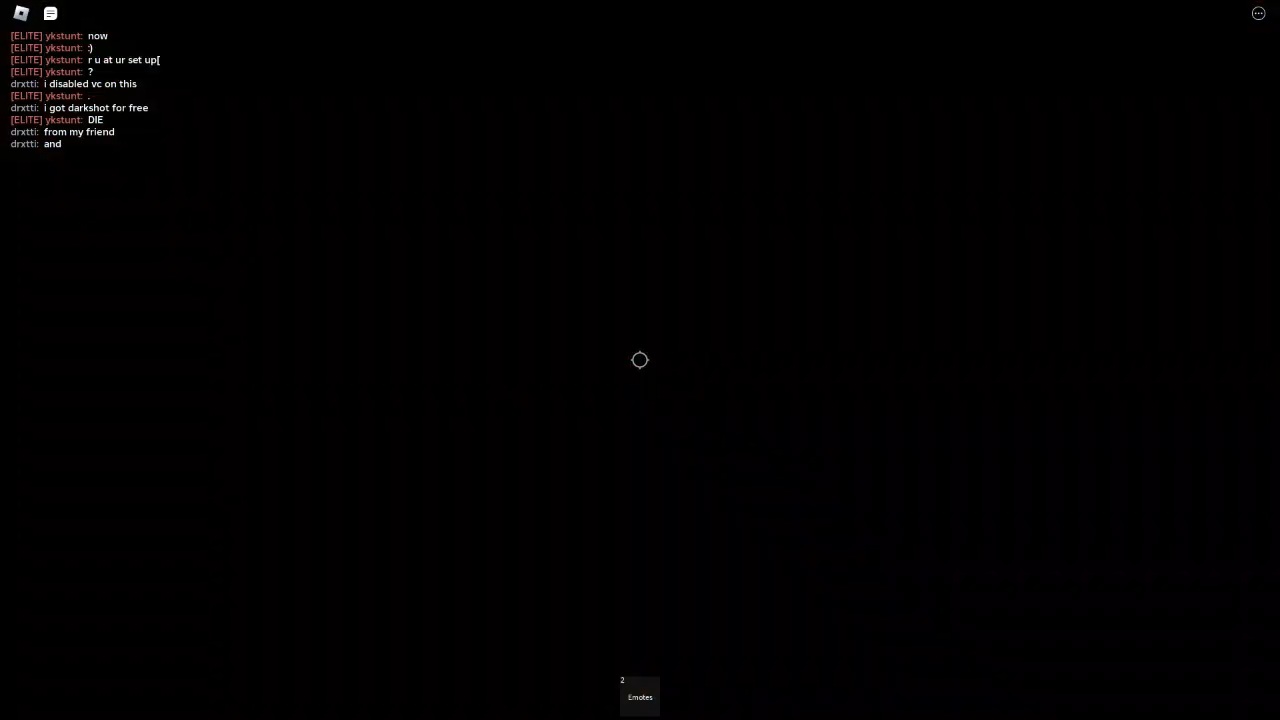 [ELITE] ykstunt: now
[ELITE] ykstunt: :)
[ELITE] ykstunt: r u at ur set up[
[ELITE] ykstunt: ?
drxtti: i disabled vc on this
[ELITE] ykstunt: .
drxtti: i got darkshot for free
[ELITE] ykstunt: DIE
drxtti: from my friend
drxtti: and
2
Emotes